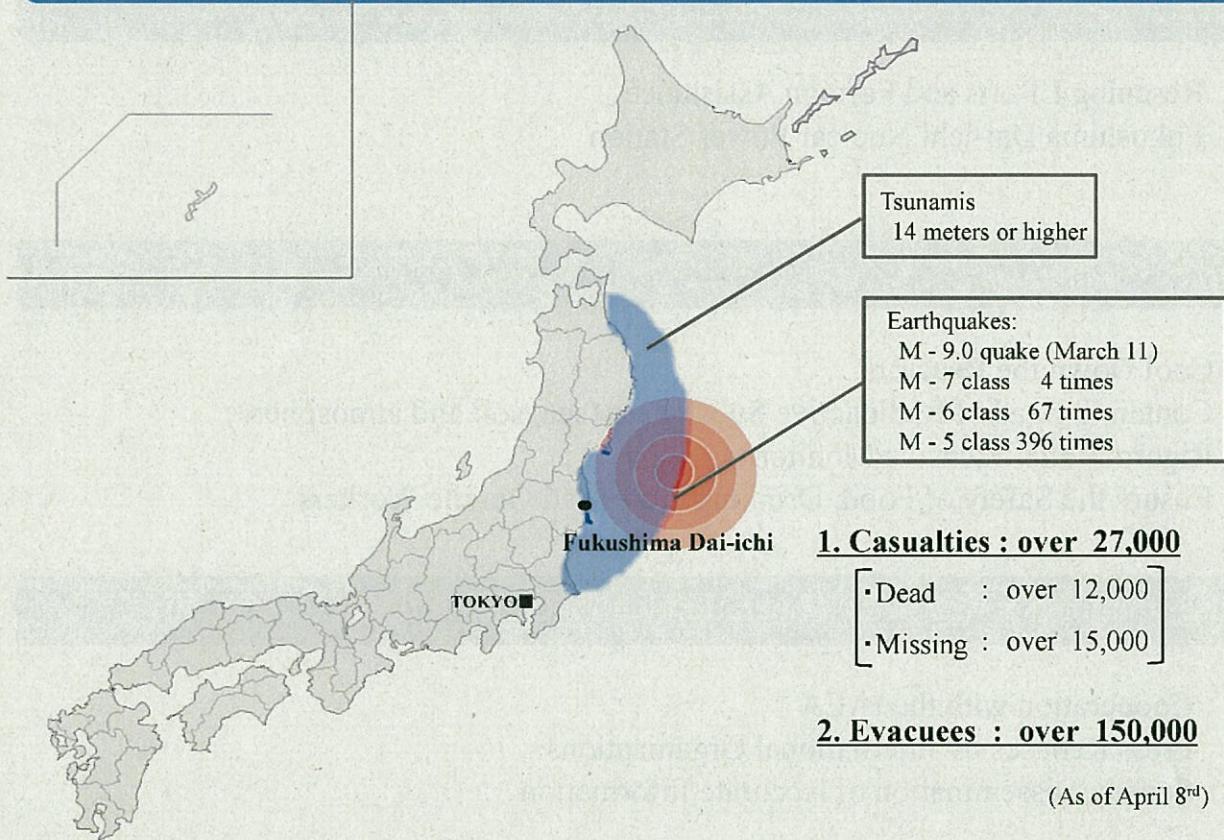 Tsunamis
14 meters or higher
Earthquakes:
M - 9.0 quake (March 11)
M - 7 class 4 times
M - 6 class 67 times
M - 5 class 396 times
Fukushima Dai-ichi
TOKYO
1. Casualties : over 27,000
・Dead : over 12,000
・Missing : over 15,000
2. Evacuees : over 150,000
(As of April 8rd)